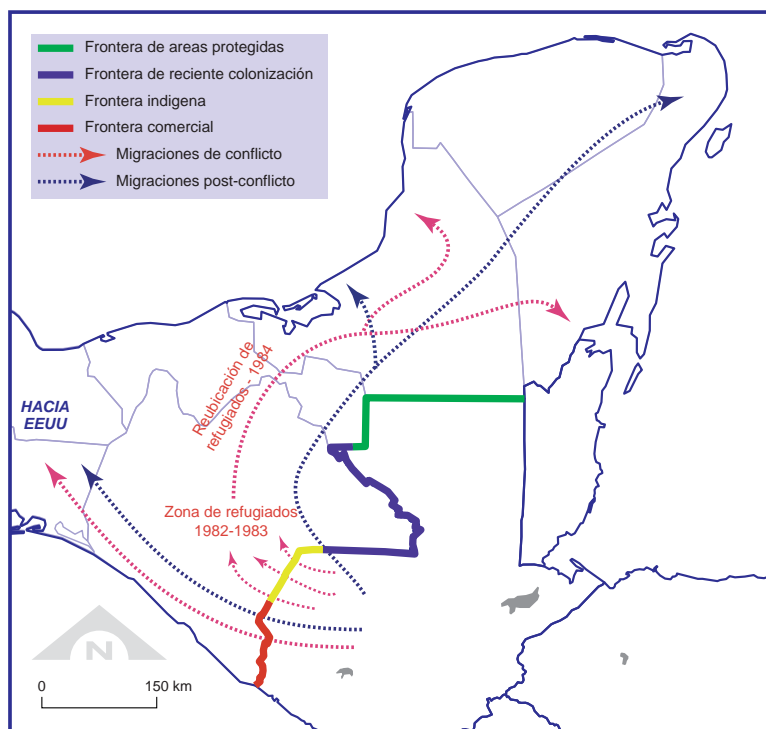 Frontera de areas protegidas
Frontera de reciente colonización
Frontera indigena
Frontera comercial
Migraciones de conflicto
Migraciones post-conflicto
Reubicación de
refugiados - 1984
HACIA
EEUU
Zona de refugiados
1982-1983
N
0 150 km